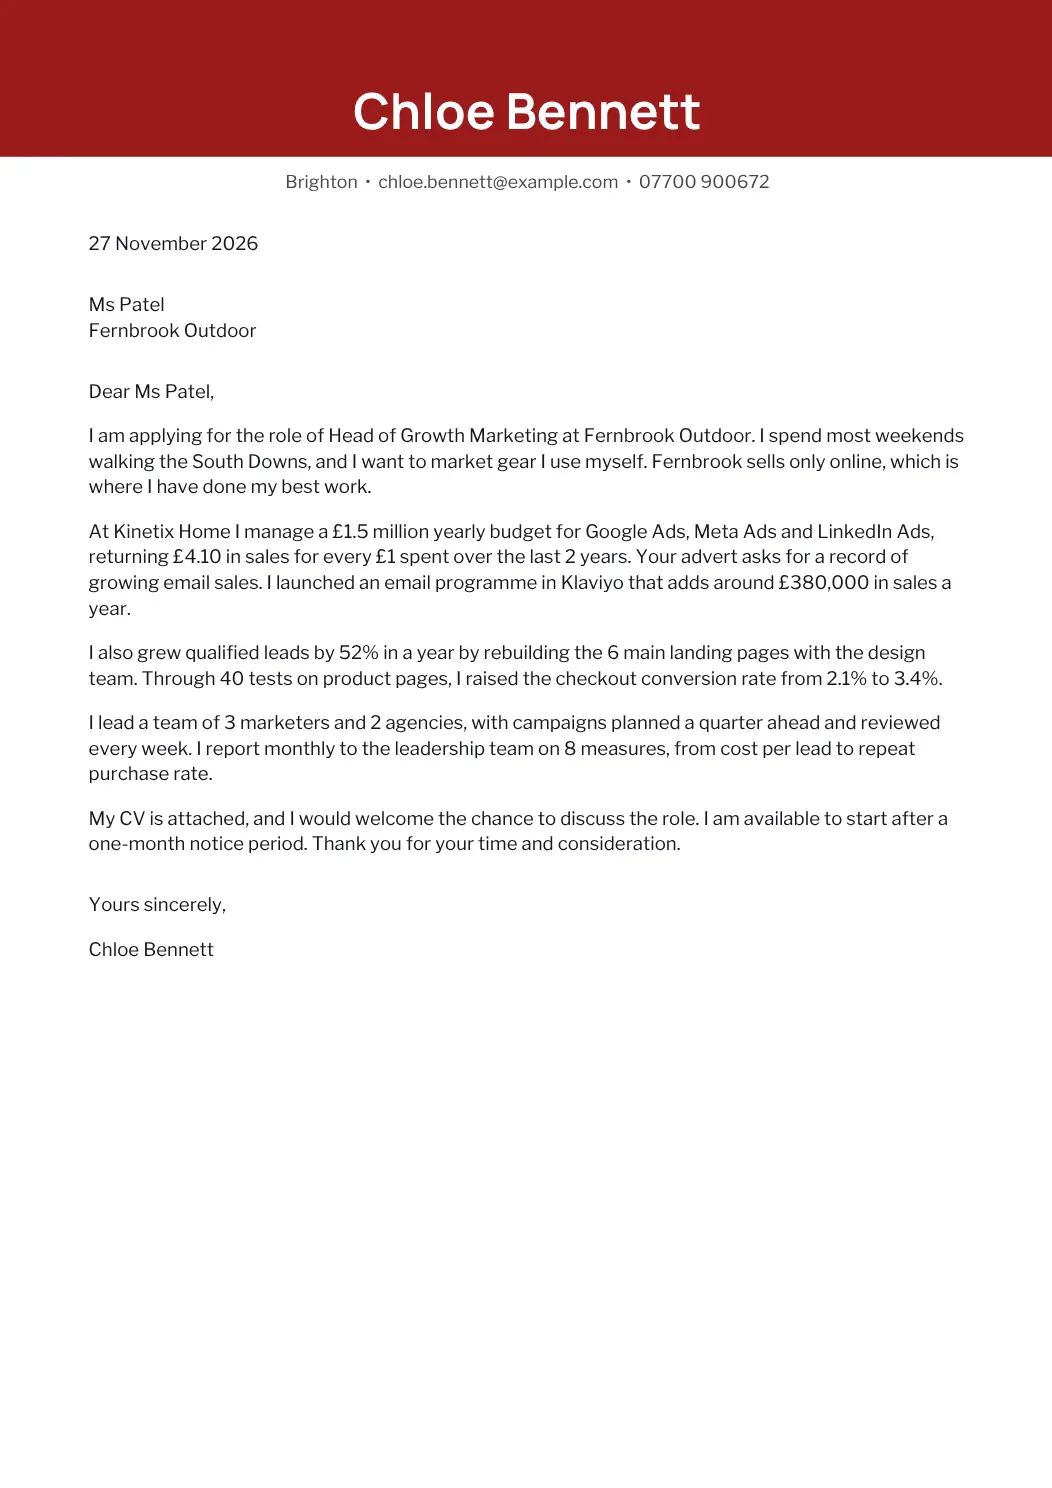 Chloe Bennett
Brighton • chloe.bennett@example.com • 07700 900672
27 November 2026
Ms Patel
Fernbrook Outdoor
Dear Ms Patel,
I am applying for the role of Head of Growth Marketing at Fernbrook Outdoor. I spend most weekends
walking the South Downs, and I want to market gear I use myself. Fernbrook sells only online, which is
where I have done my best work.
At Kinetix Home I manage a £1.5 million yearly budget for Google Ads, Meta Ads and LinkedIn Ads,
returning £4.10 in sales for every £1 spent over the last 2 years. Your advert asks for a record of
growing email sales. I launched an email programme in Klaviyo that adds around £380,000 in sales a
year.
I also grew qualified leads by 52% in a year by rebuilding the 6 main landing pages with the design
team. Through 40 tests on product pages, I raised the checkout conversion rate from 2.1% to 3.4%.
I lead a team of 3 marketers and 2 agencies, with campaigns planned a quarter ahead and reviewed
every week. I report monthly to the leadership team on 8 measures, from cost per lead to repeat
purchase rate.
My CV is attached, and I would welcome the chance to discuss the role. I am available to start after a
one-month notice period. Thank you for your time and consideration.
Yours sincerely,
Chloe Bennett